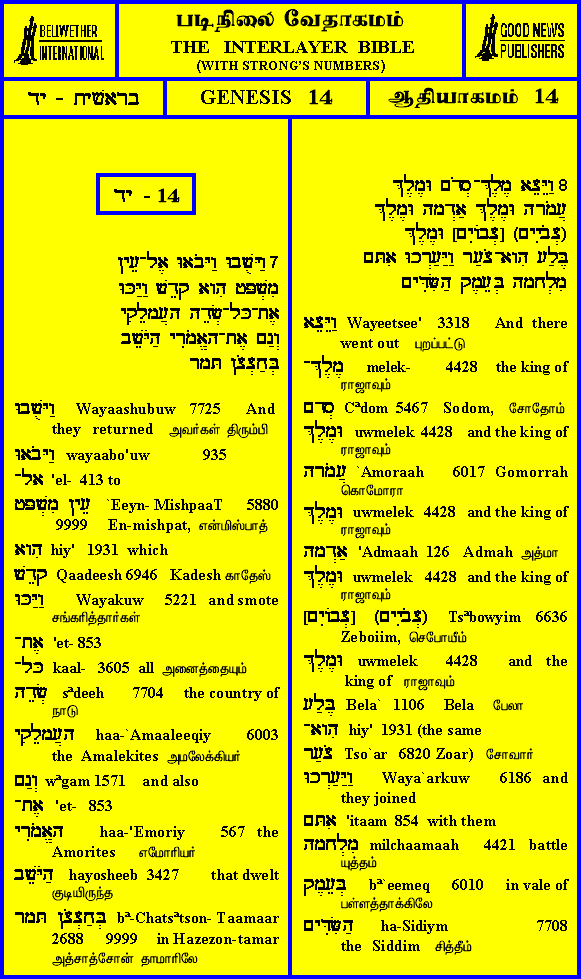 BELLWETHER
INTERNATIONAL
படிநிலை வேதாகமம்
THE INTERLAYER BIBLE
(WITH STRONG'S NUMBERS)
GOOD NEWS
PUBLISHERS
בראשית - יד
GENESIS 14
ஆதியாகமம் 14
יד - 14
7 וַיָּשֻׁבוּ וַיָּבֹאוּ אֶל־עֵין
מִשְׁפָּט הִוא קָדֵשׁ וַיַּכּוּ
אֶת־כָּל־שְׂדֵה הָעֲמָלֵקִי
וְגַם אֶת־הָאֱמֹרִי הַיֹּשֵׁב
בְּחַצְצֹן תָּמָר
וַיָּשֻׁבוּ Wayaashubuw 7725 And
they returned அவர்கள் திரும்பி
וַיָּבֹאוּ wayaabo'uw 935
אֶל־ 'el- 413 to
עֵין מִשְׁפָּט `Eeyn- MishpaaT 5880
9999 En-mishpat, என்மிஸ்பாத்
הִוא hiy' 1931 which
קָדֵשׁ Qaadeesh 6946 Kadesh காதேஸ்
וַיַּכּוּ Wayakuw 5221 and smote
சங்கரித்தார்கள்
אֶת־ 'et- 853
כָּל־ kaal- 3605 all அனைத்தையும்
שְׂדֵה sªdeeh 7704 the country of
நாடு
הָעֲמָלֵקִי haa-`Amaaleeqiy 6003
the Amalekites அமலேக்கியர்
וְגַם wªgam 1571 and also
אֶת־ 'et- 853
הָאֱמֹרִי haa-'Emoriy 567 the
Amorites எமோரியர்
הַיֹּשֵׁב hayosheeb 3427 that dwelt
குடியிருந்த
בְּחַצְצֹן תָּמָר bª-Chatsªtson- Taamaar
2688 9999 in Hazezon-tamar
அத்சாத்சோன் தாமாரிலே
8 וַיֵּצֵא מֶלֶךְ־סְדֹם וּמֶלֶךְ
עֲמֹרָה וּמֶלֶךְ אַדְמָה וּמֶלֶךְ
(צְבֹיִּים) [צְבוֹיִם] וּמֶלֶךְ
בֶּלַע הִוא־צֹעַר וַיַּעַרְכוּ אִתָּם
מִלְחָמָה בְּעֵמֶק הַשִּׂדִּים
וַיֵּצֵא Wayeetsee' 3318 And there
went out புறப்பட்டு
מֶלֶךְ־ melek- 4428 the king of
ராஜாவும்
סְדֹם Cªdom 5467 Sodom, சோதோம்
וּמֶלֶךְ uwmelek 4428 and the king of
ராஜாவும்
עֲמֹרָה `Amoraah 6017 Gomorrah
கொமோரா
וּמֶלֶךְ uwmelek 4428 and the king of
ராஜாவும்
אַדְמָה 'Admaah 126 Admah அத்மா
וּמֶלֶךְ uwmelek 4428 and the king of
ராஜாவும்
[צְבוֹיִם] (צְבֹיִּים) Tsªbowyim 6636
Zeboiim, செபோயீம்
וּמֶלֶךְ uwmelek 4428 and the
king of ராஜாவும்
בֶּלַע Bela` 1106 Bela பேலா
הִוא־ hiy' 1931 (the same
צֹעַר Tso`ar 6820 Zoar) சோவார்
וַיַּעַרְכוּ Waya`arkuw 6186 and
they joined
אִתָּם 'itaam 854 with them
מִלְחָמָה milchaamaah 4421 battle
யுத்தம்
בְּעֵמֶק bª`eemeq 6010 in vale of
பள்ளத்தாக்கிலே
הַשִּׂדִּים ha-Sidiym 7708
the Siddim சித்தீம்